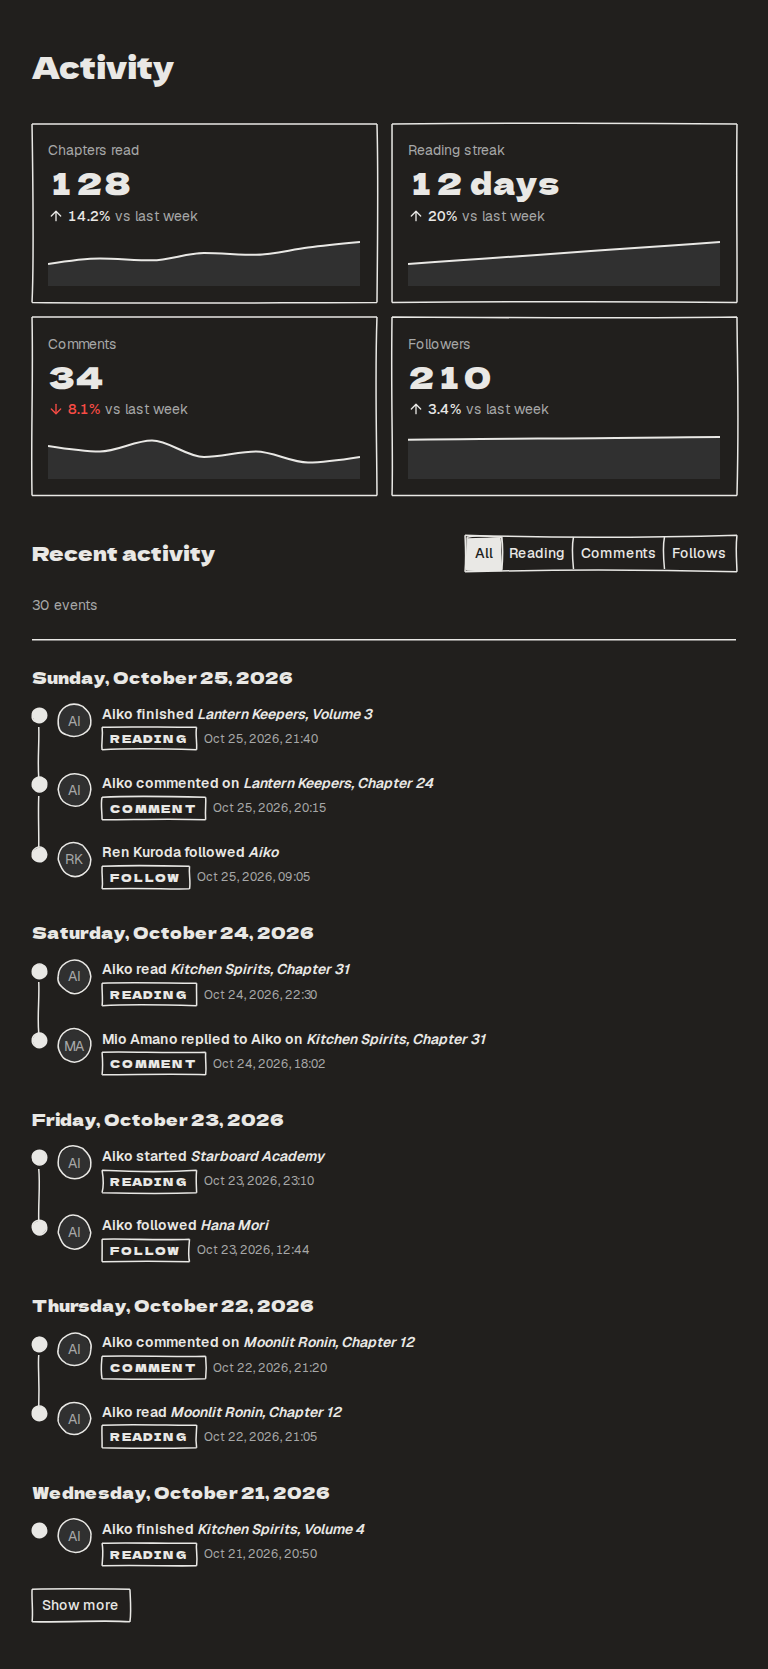 Activity
Chapters read
128
↑ 14.2% vs last week
Reading streak
12 days
↑ 20% vs last week
Comments
34
↓ 8.1% vs last week
Followers
210
↑ 3.4% vs last week
Recent activity
All Reading Comments Follows
30 events
Sunday, October 25, 2026
AI
Aiko finished Lantern Keepers, Volume 3
READING Oct 25, 2026, 21:40
AI
Aiko commented on Lantern Keepers, Chapter 24
COMMENT Oct 25, 2026, 20:15
RK
Ren Kuroda followed Aiko
FOLLOW Oct 25, 2026, 09:05
Saturday, October 24, 2026
AI
Aiko read Kitchen Spirits, Chapter 31
READING Oct 24, 2026, 22:30
MA
Mio Amano replied to Aiko on Kitchen Spirits, Chapter 31
COMMENT Oct 24, 2026, 18:02
Friday, October 23, 2026
AI
Aiko started Starboard Academy
READING Oct 23, 2026, 23:10
AI
Aiko followed Hana Mori
FOLLOW Oct 23, 2026, 12:44
Thursday, October 22, 2026
AI
Aiko commented on Moonlit Ronin, Chapter 12
COMMENT Oct 22, 2026, 21:20
AI
Aiko read Moonlit Ronin, Chapter 12
READING Oct 22, 2026, 21:05
Wednesday, October 21, 2026
AI
Aiko finished Kitchen Spirits, Volume 4
READING Oct 21, 2026, 20:50
Show more